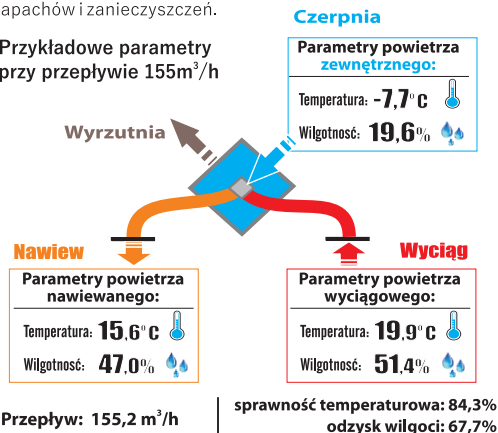 apachów i zanieczyszczeń.
Przykładowe parametry
przy przepływie 155m³/h
Czerpnia
Parametry powietrza
zewnętrznego:
Temperatura: -7,7°C
Wilgotność: 19,6%
Wyrzutnia
Nawiew
Parametry powietrza
nawiewanego:
Temperatura: 15,6°C
Wilgotność: 47,0%
Wyciąg
Parametry powietrza
wyciągowego:
Temperatura: 19,9°C
Wilgotność: 51,4%
Przepływ: 155,2 m³/h
sprawność temperaturowa: 84,3%
odzysk wilgoci: 67,7%